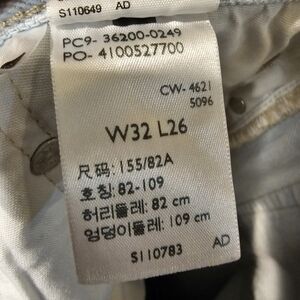 S110649 AD
PC9- 36200-0249
PO- 4100527700
CW- 4621
5096
W32 L26
尺码: 155/82A
호칭: 82-109
허리둘레: 82 cm
엉덩이둘레: 109 cm
S110783 AD